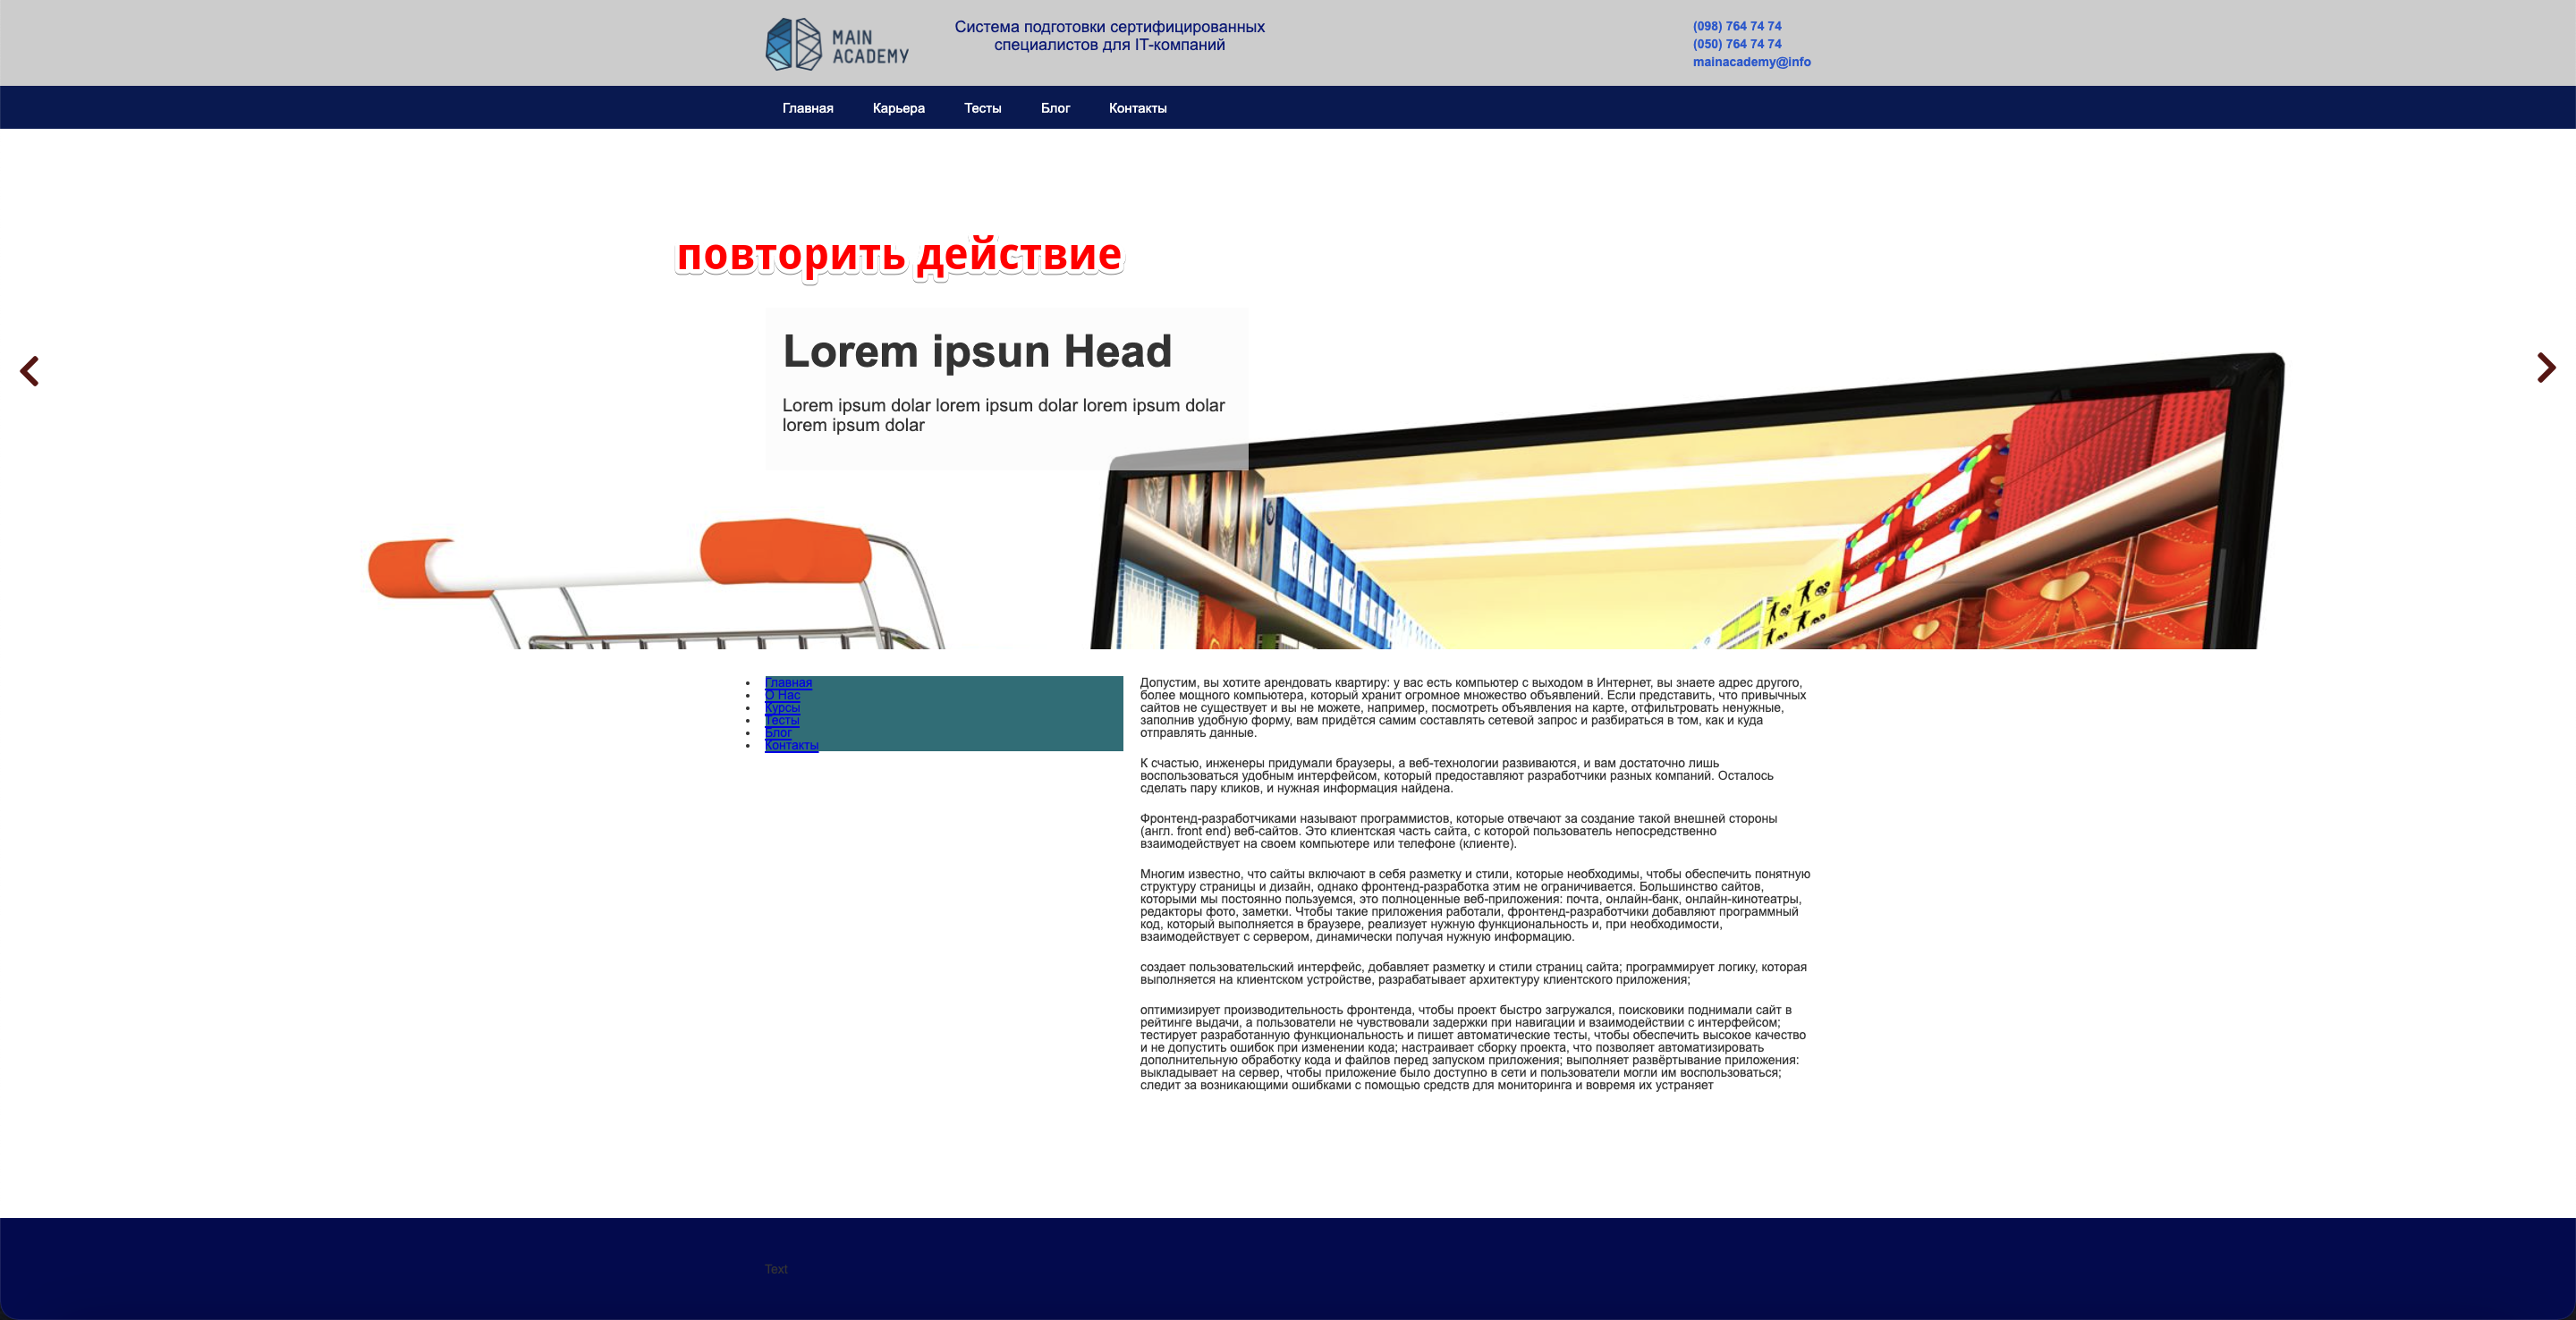 MAIN
ACADEMY
Система подготовки сертифицированных
специалистов для IT-компаний
(098) 764 74 74
(050) 764 74 74
mainacademy@info
Главная Карьера Тесты Блог Контакты
повторить действие
Lorem ipsun Head
Lorem ipsum dolar lorem ipsum dolar lorem ipsum dolar
lorem ipsum dolar
Главная
О Нас
Курсы
Тесты
Блог
Контакты
Допустим, вы хотите арендовать квартиру: у вас есть компьютер с выходом в Интернет, вы знаете адрес другого,
более мощного компьютера, который хранит огромное множество объявлений. Если представить, что привычных
сайтов не существует и вы не можете, например, посмотреть объявления на карте, отфильтровать ненужные,
заполнив удобную форму, вам придётся самим составлять сетевой запрос и разбираться в том, как и куда
отправлять данные.
К счастью, инженеры придумали браузеры, а веб-технологии развиваются, и вам достаточно лишь
воспользоваться удобным интерфейсом, который предоставляют разработчики разных компаний. Осталось
сделать пару кликов, и нужная информация найдена.
Фронтенд-разработчиками называют программистов, которые отвечают за создание такой внешней стороны
(англ. front end) веб-сайтов. Это клиентская часть сайта, с которой пользователь непосредственно
взаимодействует на своем компьютере или телефоне (клиенте).
Многим известно, что сайты включают в себя разметку и стили, которые необходимы, чтобы обеспечить понятную
структуру страницы и дизайн, однако фронтенд-разработка этим не ограничивается. Большинство сайтов,
которыми мы постоянно пользуемся, это полноценные веб-приложения: почта, онлайн-банк, онлайн-кинотеатры,
редакторы фото, заметки. Чтобы такие приложения работали, фронтенд-разработчики добавляют программный
код, который выполняется в браузере, реализует нужную функциональность и, при необходимости,
взаимодействует с сервером, динамически получая нужную информацию.
создает пользовательский интерфейс, добавляет разметку и стили страниц сайта; программирует логику, которая
выполняется на клиентском устройстве, разрабатывает архитектуру клиентского приложения;
оптимизирует производительность фронтенда, чтобы проект быстро загружался, поисковики поднимали сайт в
рейтинге выдачи, а пользователи не чувствовали задержки при навигации и взаимодействии с интерфейсом;
тестирует разработанную функциональность и пишет автоматические тесты, чтобы обеспечить высокое качество
и не допустить ошибок при изменении кода; настраивает сборку проекта, что позволяет автоматизировать
дополнительную обработку кода и файлов перед запуском приложения; выполняет развёртывание приложения:
выкладывает на сервер, чтобы приложение было доступно в сети и пользователи могли им воспользоваться;
следит за возникающими ошибками с помощью средств для мониторинга и вовремя их устраняет
Text